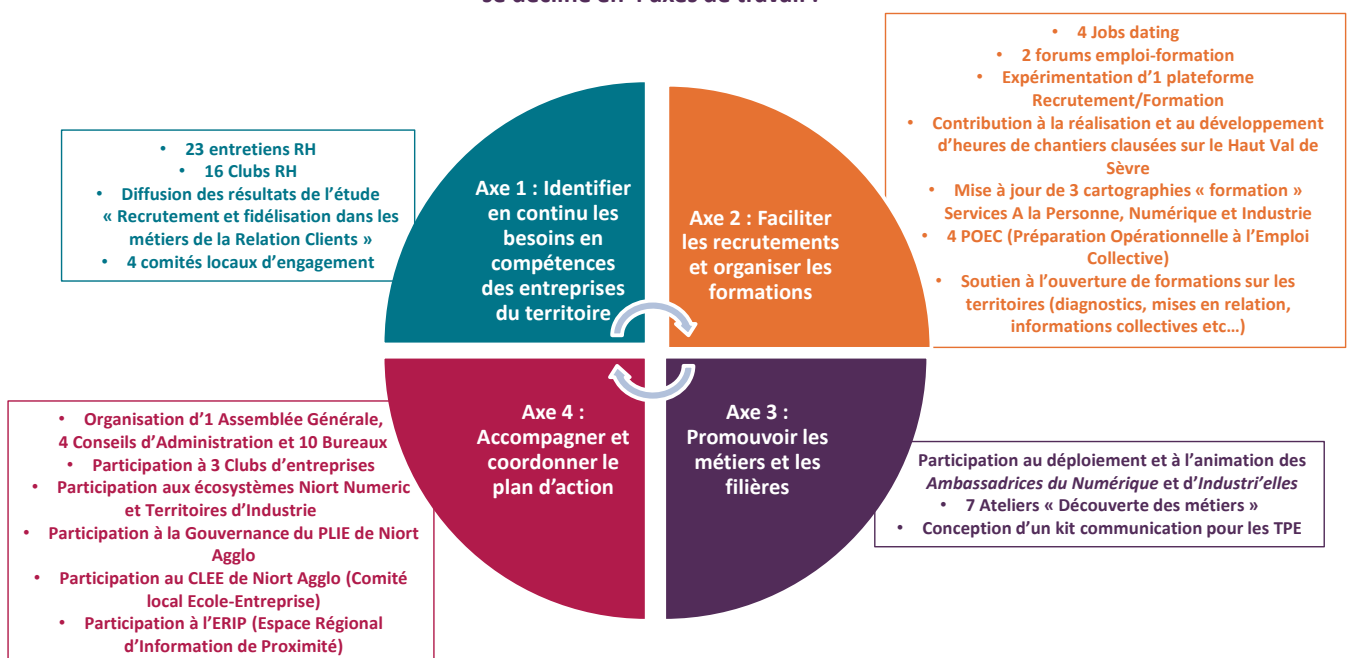 se décline en 4 axes de travail :
• 23 entretiens RH
• 16 Clubs RH
• Diffusion des résultats de l'étude
« Recrutement et fidélisation dans les
métiers de la Relation Clients »
• 4 comités locaux d'engagement
Axe 1 : Identifier
en continu les
besoins en
compétences
des entreprises
du territoire
Axe 2 : Faciliter
les recrutements
et organiser les
formations
• 4 Jobs dating
• 2 forums emploi-formation
• Expérimentation d'1 plateforme
Recrutement/Formation
• Contribution à la réalisation et au développement
d'heures de chantiers clausées sur le Haut Val de
Sèvre
• Mise à jour de 3 cartographies « formation »
Services A la Personne, Numérique et Industrie
• 4 POEC (Préparation Opérationnelle à l'Emploi
Collective)
• Soutien à l'ouverture de formations sur les
territoires (diagnostics, mises en relation,
informations collectives etc…)
• Organisation d'1 Assemblée Générale,
4 Conseils d'Administration et 10 Bureaux
• Participation à 3 Clubs d'entreprises
• Participation aux écosystèmes Niort Numeric
et Territoires d'Industrie
• Participation à la Gouvernance du PLIE de Niort
Agglo
• Participation au CLEE de Niort Agglo (Comité
local Ecole-Entreprise)
• Participation à l'ERIP (Espace Régional
d'Information de Proximité)
Axe 4 :
Accompagner et
coordonner le
plan d'action
Axe 3 :
Promouvoir les
métiers et les
filières
Participation au déploiement et à l'animation des
Ambassadrices du Numérique et d'Industri'elles
• 7 Ateliers « Découverte des métiers »
• Conception d'un kit communication pour les TPE